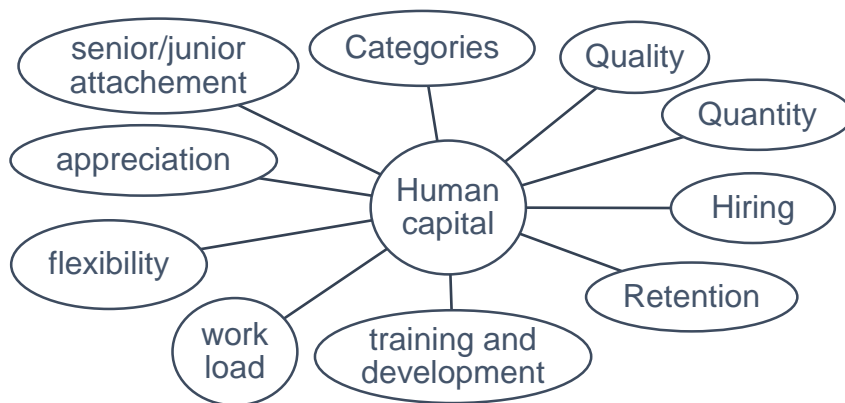 senior/junior
attachement
Categories
Quality
Quantity
appreciation
Human
capital
Hiring
flexibility
Retention
work
load
training and
development